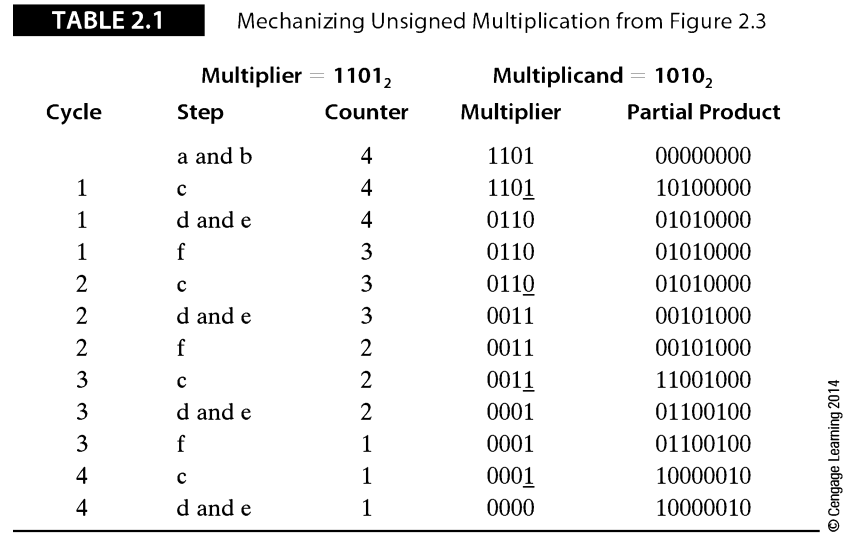 TABLE 2.1 Mechanizing Unsigned Multiplication from Figure 2.3
Multiplier = 1101₂ Multiplicand = 1010₂
Cycle Step Counter Multiplier Partial Product
a and b 4 1101 00000000
1 c 4 1101 10100000
1 d and e 4 0110 01010000
1 f 3 0110 01010000
2 c 3 0110 01010000
2 d and e 3 0011 00101000
2 f 2 0011 00101000
3 c 2 0011 11001000
3 d and e 2 0001 01100100
3 f 1 0001 01100100
4 c 1 0001 10000010
4 d and e 1 0000 10000010
© Cengage Learning 2014